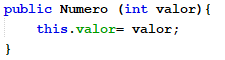 public Numero (int valor){
    this.valor= valor;
}